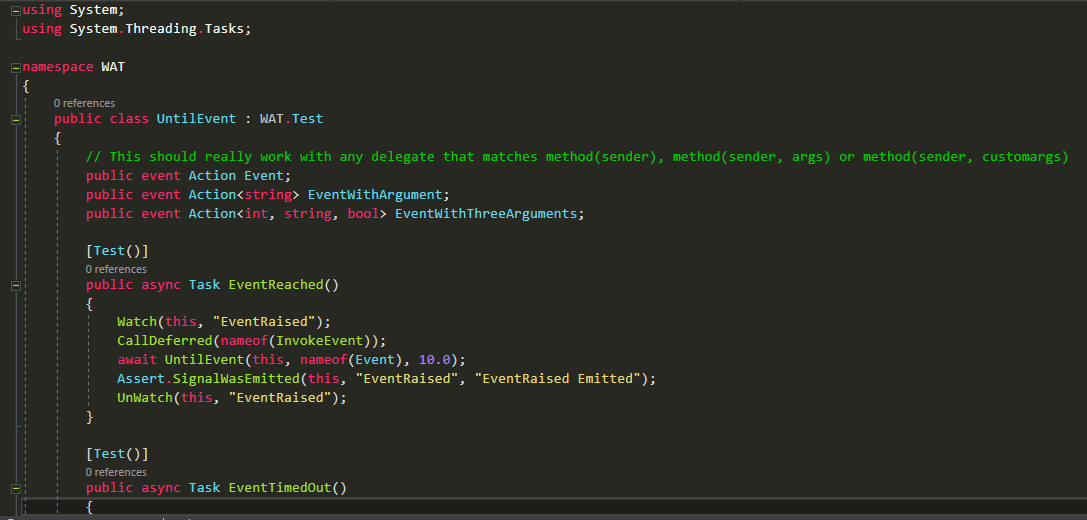 using System;
using System.Threading.Tasks;
namespace WAT
{
0 references
public class UntilEvent : WAT.Test
{
// This should really work with any delegate that matches method(sender), method(sender, args) or method(sender, customargs)
public event Action Event;
public event Action<string> EventWithArgument;
public event Action<int, string, bool> EventWithThreeArguments;
[Test()]
0 references
public async Task EventReached()
{
Watch(this, "EventRaised");
CallDeferred(nameof(InvokeEvent));
await UntilEvent(this, nameof(Event), 10.0);
Assert.SignalWasEmitted(this, "EventRaised", "EventRaised Emitted");
UnWatch(this, "EventRaised");
}
[Test()]
0 references
public async Task EventTimedOut()
{